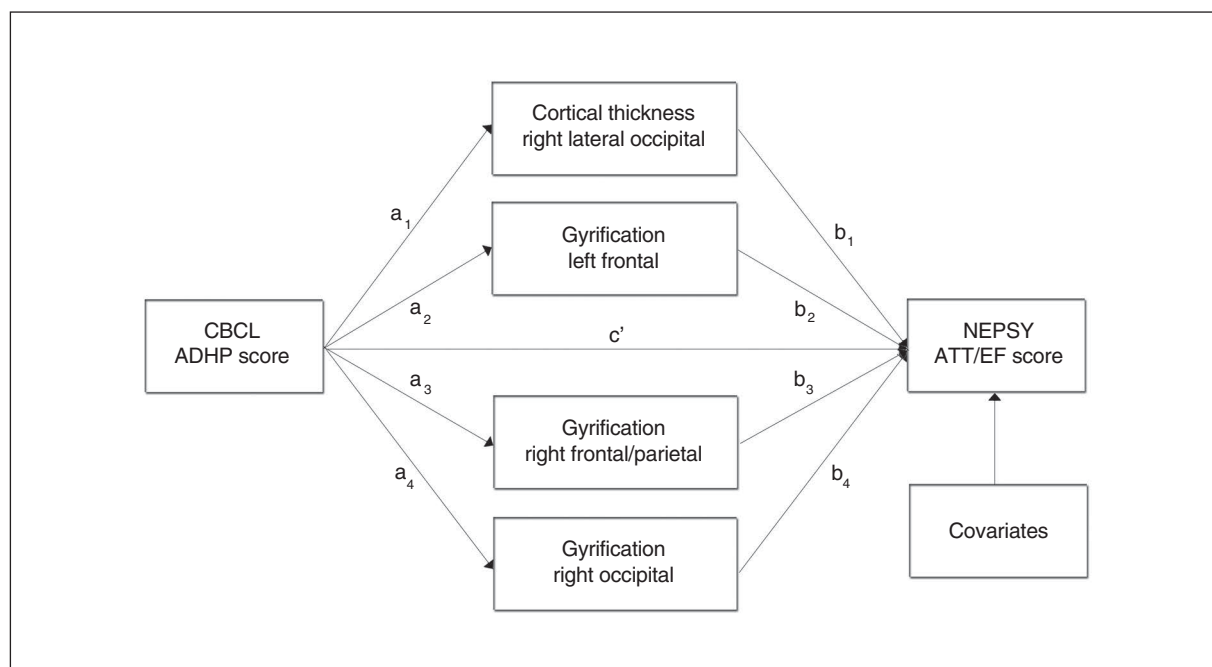 Cortical thickness
right lateral occipital
a1
b1
Gyrification
left frontal
a2
b2
CBCL
ADHP score
c'
NEPSY
ATT/EF score
a3
b3
Gyrification
right frontal/parietal
a4
b4
Covariates
Gyrification
right occipital